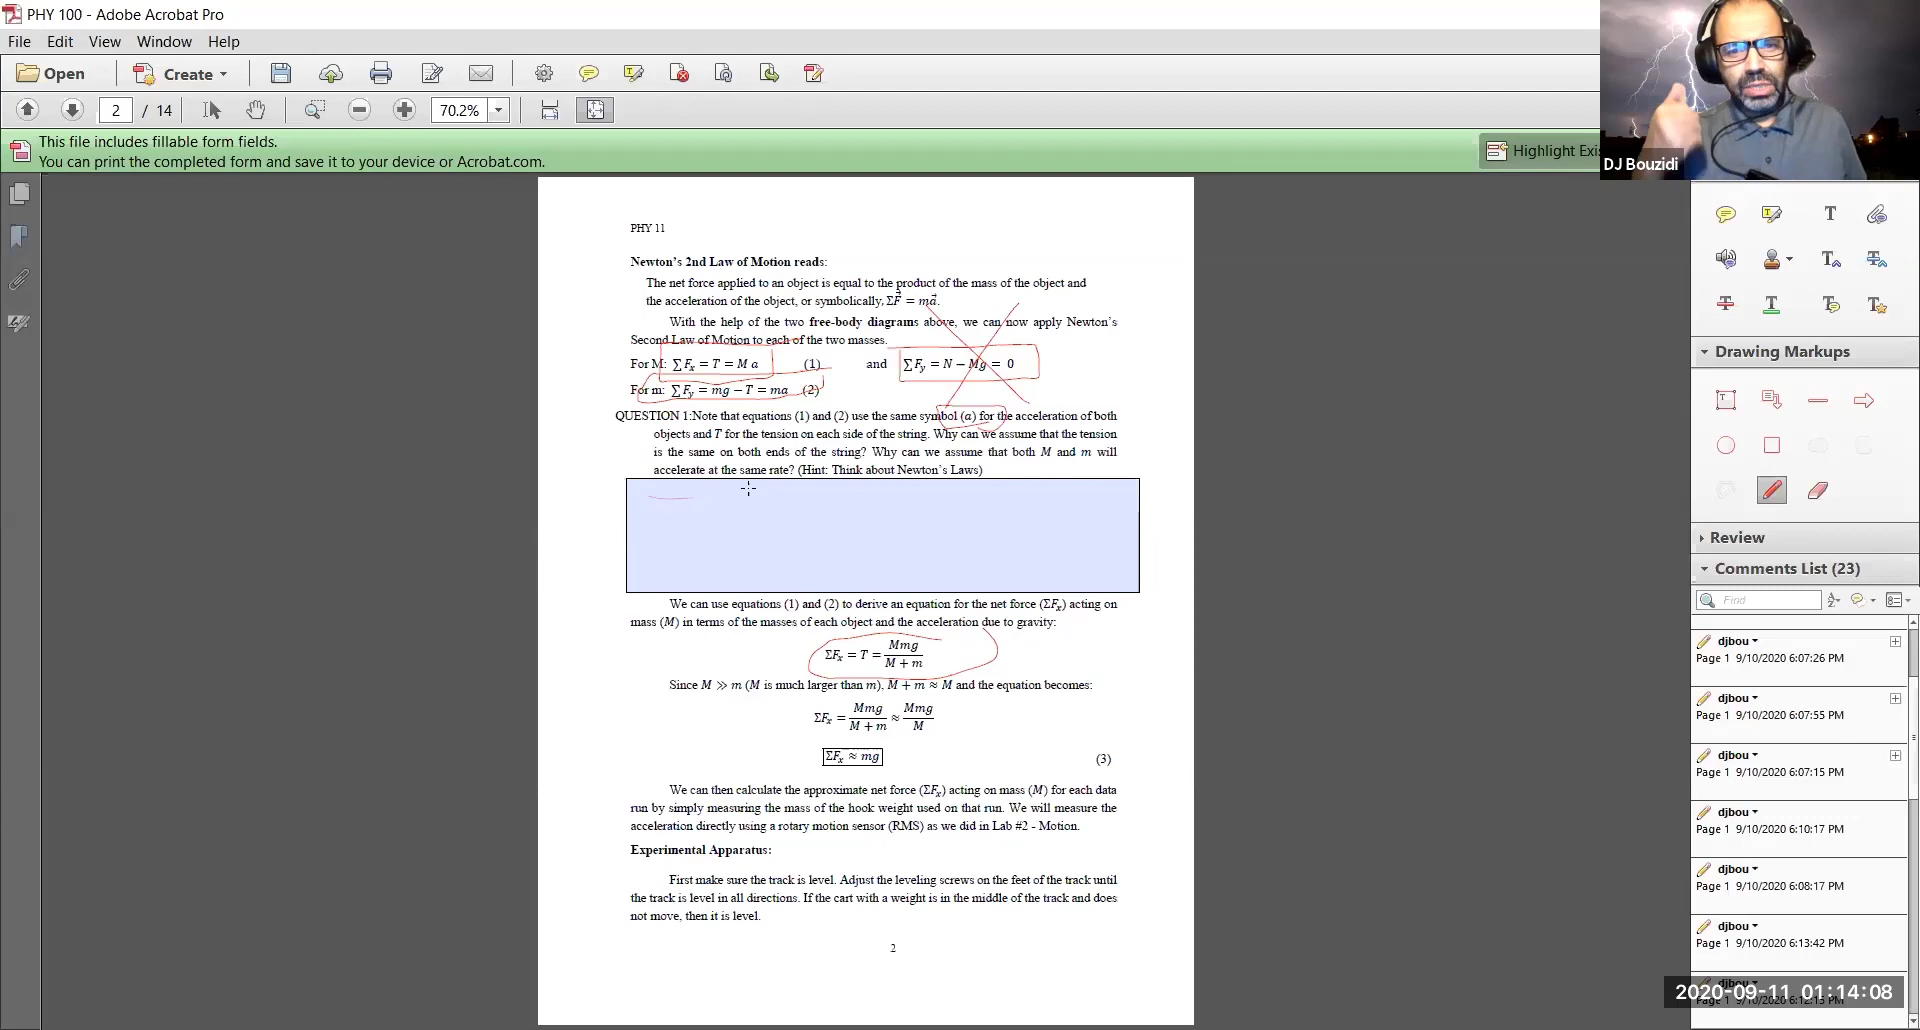 PHY 100 - Adobe Acrobat Pro
File Edit View Window Help
Open Create
2 / 14 70.2%
This file includes fillable form fields.
You can print the completed form and save it to your device or Acrobat.com.
Highlight Exis
DJ Bouzidi
PHY 11
Newton's 2nd Law of Motion reads:
The net force applied to an object is equal to the product of the mass of the object and
the acceleration of the object, or symbolically, ΣF⃗ = ma⃗.
With the help of the two free-body diagrams above, we can now apply Newton's
Second Law of Motion to each of the two masses.
For M: ∑Fx = T = M a (1) and ∑Fy = N − Mg = 0
For m: ∑Fy = mg − T = ma (2)
QUESTION 1:Note that equations (1) and (2) use the same symbol (a) for the acceleration of both
objects and T for the tension on each side of the string. Why can we assume that the tension
is the same on both ends of the string? Why can we assume that both M and m will
accelerate at the same rate? (Hint: Think about Newton's Laws)
We can use equations (1) and (2) to derive an equation for the net force (ΣFx) acting on
mass (M) in terms of the masses of each object and the acceleration due to gravity:
ΣFx = T = Mmg / M + m
Since M ≫ m (M is much larger than m), M + m ≈ M and the equation becomes:
ΣFx = Mmg / M + m ≈ Mmg / M
ΣFx ≈ mg (3)
We can then calculate the approximate net force (ΣFx) acting on mass (M) for each data
run by simply measuring the mass of the hook weight used on that run. We will measure the
acceleration directly using a rotary motion sensor (RMS) as we did in Lab #2 - Motion.
Experimental Apparatus:
First make sure the track is level. Adjust the leveling screws on the feet of the track until
the track is level in all directions. If the cart with a weight is in the middle of the track and does
not move, then it is level.
2
Drawing Markups
Review
Comments List (23)
Find
djbou
Page 1 9/10/2020 6:07:26 PM
djbou
Page 1 9/10/2020 6:07:55 PM
djbou
Page 1 9/10/2020 6:07:15 PM
djbou
Page 1 9/10/2020 6:10:17 PM
djbou
Page 1 9/10/2020 6:08:17 PM
djbou
Page 1 9/10/2020 6:13:42 PM
djbou
2020-09-11 01:14:08